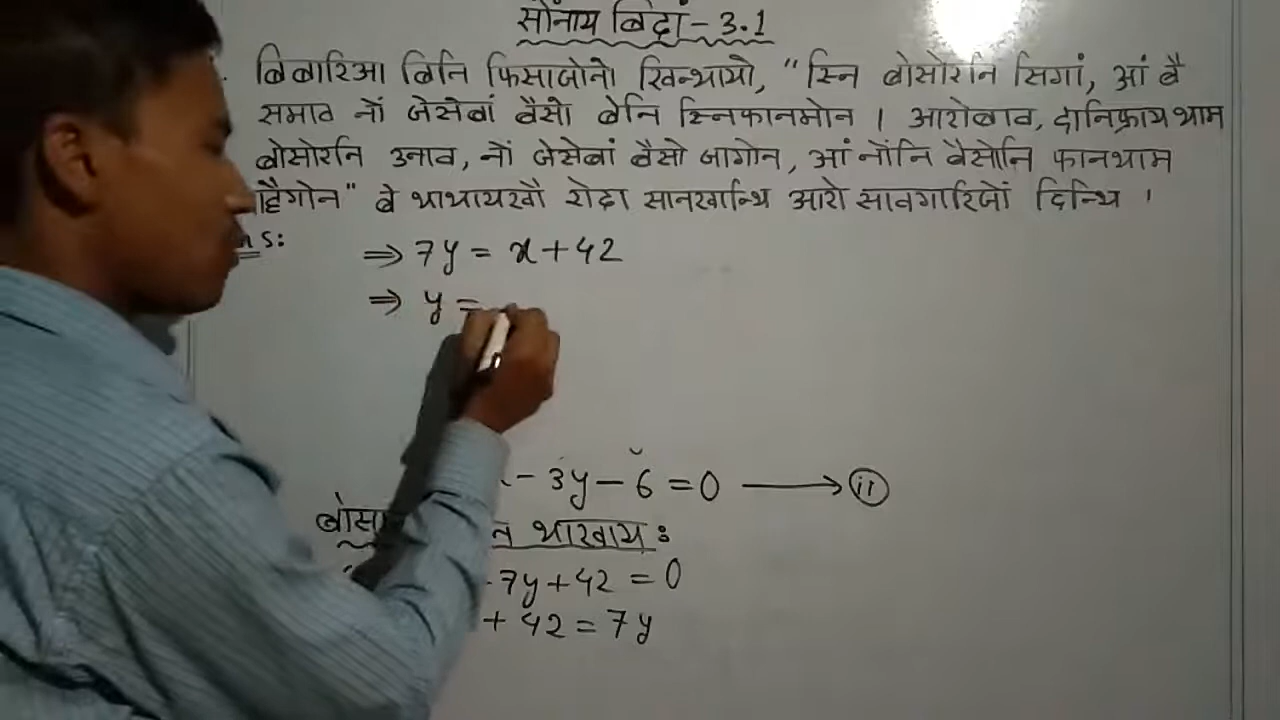 सोंनाय बिदां - 3.1
बिबारिआ बिनि फिसाजोनो खिन्थायो, " स्नि बोसोरनि सिगां, आं बै
समाव नों जेसेबां बैसो बेनि स्निफानमोन । आरोबाव, दानिफ्राय थाम
बोसोरनि उनाव, नों जेसेबां बैसो जागोन, आं नोंनि बैसोनि फानथाम
" बे थाथायखौ रोदा सानखान्थि आरो सावगारिजों दिन्थि ।
S:
⇒ 7y = x + 42
⇒ y =
- 3y - 6 = 0 ⟶ (ii)
थाखाय :
- 7y + 42 = 0
+ 42 = 7y